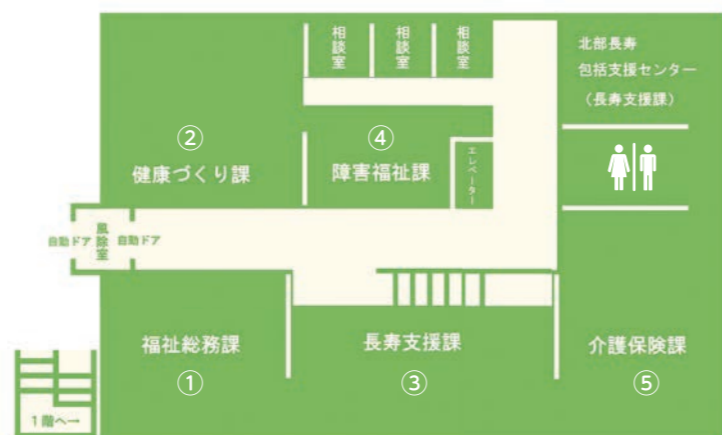 相談室
相談室
相談室
北部長寿
包括支援センター
（長寿支援課）
②
健康づくり課
④
障害福祉課
エレベーター
自動ドア
風除室
自動ドア
福祉総務課
①
長寿支援課
③
介護保険課
⑤
1階へ→